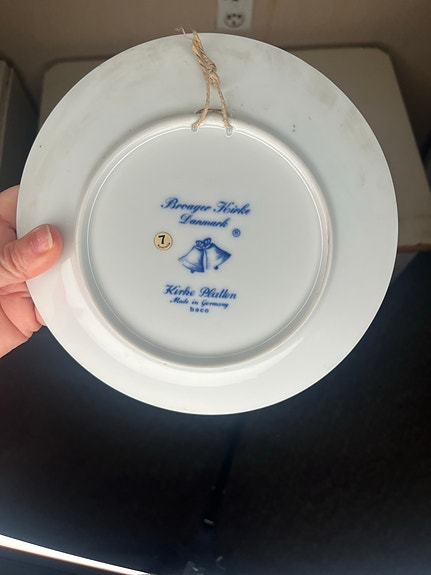 Broager Kirke
Danmark
®
7
Kirke Platten
Made in Germany
baco